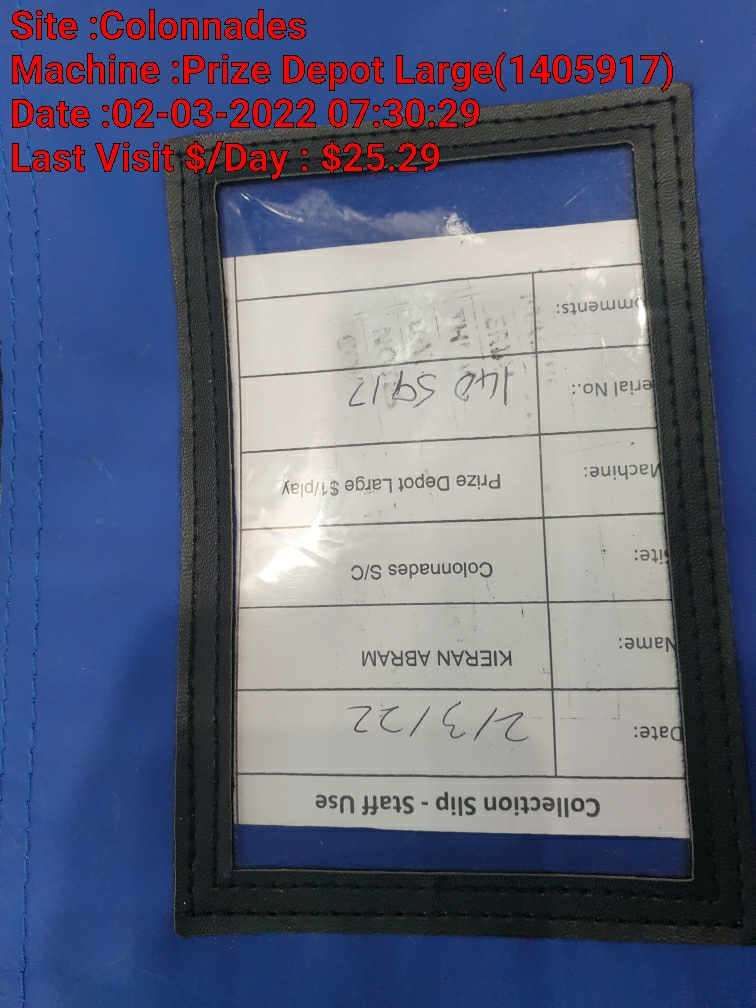 Site :Colonnades
Machine :Prize Depot Large(1405917)
Date :02-03-2022 07:30:29
Last Visit $/Day : $25.29
Collection Slip - Staff Use
Date: 2/3/22
Name: KIERAN ABRAM
Site: Colonnades S/C
Machine: Prize Depot Large $1/play
erial No.: 1405917
omments: